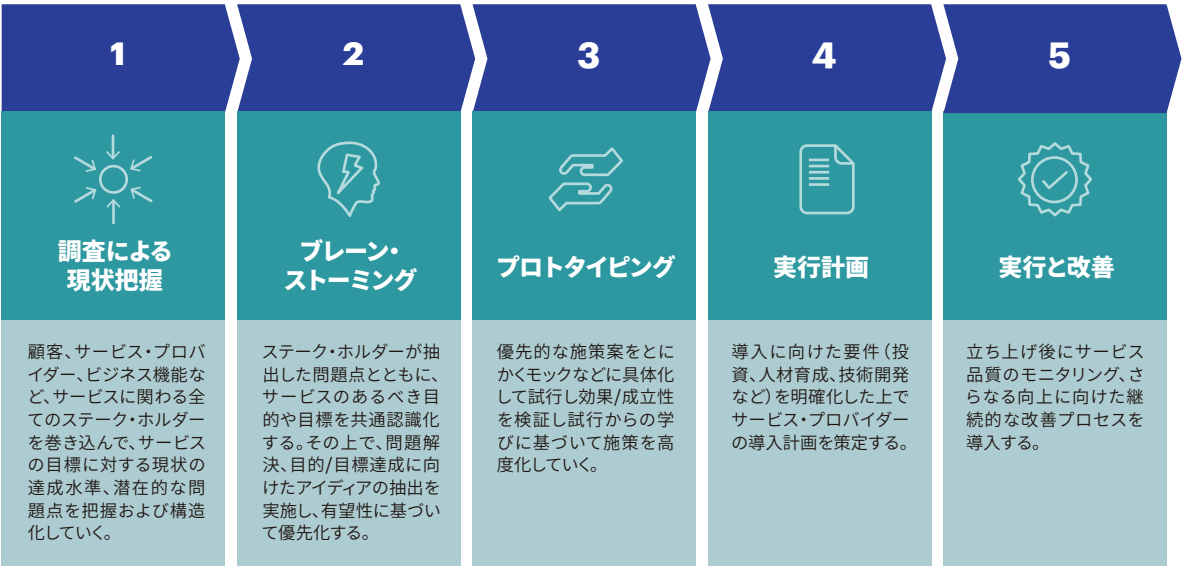 1
調査による
現状把握
顧客、サービス・プロバ
イダー、ビジネス機能な
ど、サービスに関わる全
てのステーク・ホルダー
を巻き込んで、サービス
の目標に対する現状の
達成水準、潜在的な問
題点を把握および構造
化していく。
2
ブレーン・
ストーミング
ステーク・ホルダーが抽
出した問題点とともに、
サービスのあるべき目
的や目標を共通認識化
する。その上で、問題解
決、目的/目標達成に向
けたアイディアの抽出を
実施し、有望性に基づい
て優先化する。
3
プロトタイピング
優先的な施策案をとに
かくモックなどに具体化
して試行し効果/成立性
を検証し試行からの学
びに基づいて施策を高
度化していく。
4
実行計画
導入に向けた要件(投
資、人材育成、技術開発
など)を明確化した上で
サービス・プロバイダー
の導入計画を策定する。
5
実行と改善
立ち上げ後にサービス
品質のモニタリング、さ
らなる向上に向けた継
続的な改善プロセスを
導入する。